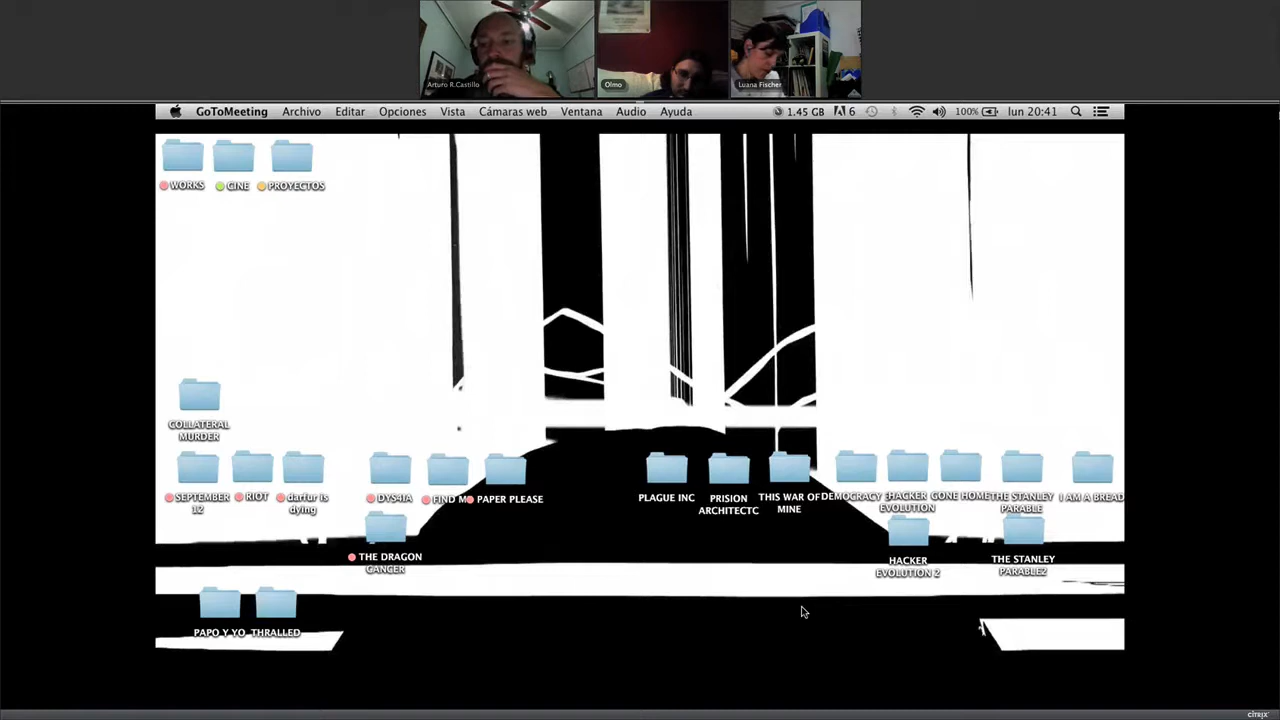 Arturo R.Castillo
Olmo
Luana Fischer
GoToMeeting Archivo Editar Opciones Vista Cámaras web Ventana Audio Ayuda 1.45 GB 6 100% lun 20:41
WORKS
CINE
PROYECTOS
COLLATERAL
MURDER
SEPTEMBER
12
RIOT
darfur is
dying
DYS4IA
FIND M
PAPER PLEASE
PLAGUE INC
PRISION
ARCHITECTC
THIS WAR OF
MINE
DEMOCRACY
HACKER
EVOLUTION
GONE HOME
THE STANLEY
PARABLE
I AM A BREAD
THE DRAGON
CANCER
HACKER
EVOLUTION 2
THE STANLEY
PARABLE2
PAPO Y YO
THRALLED
CITRIX